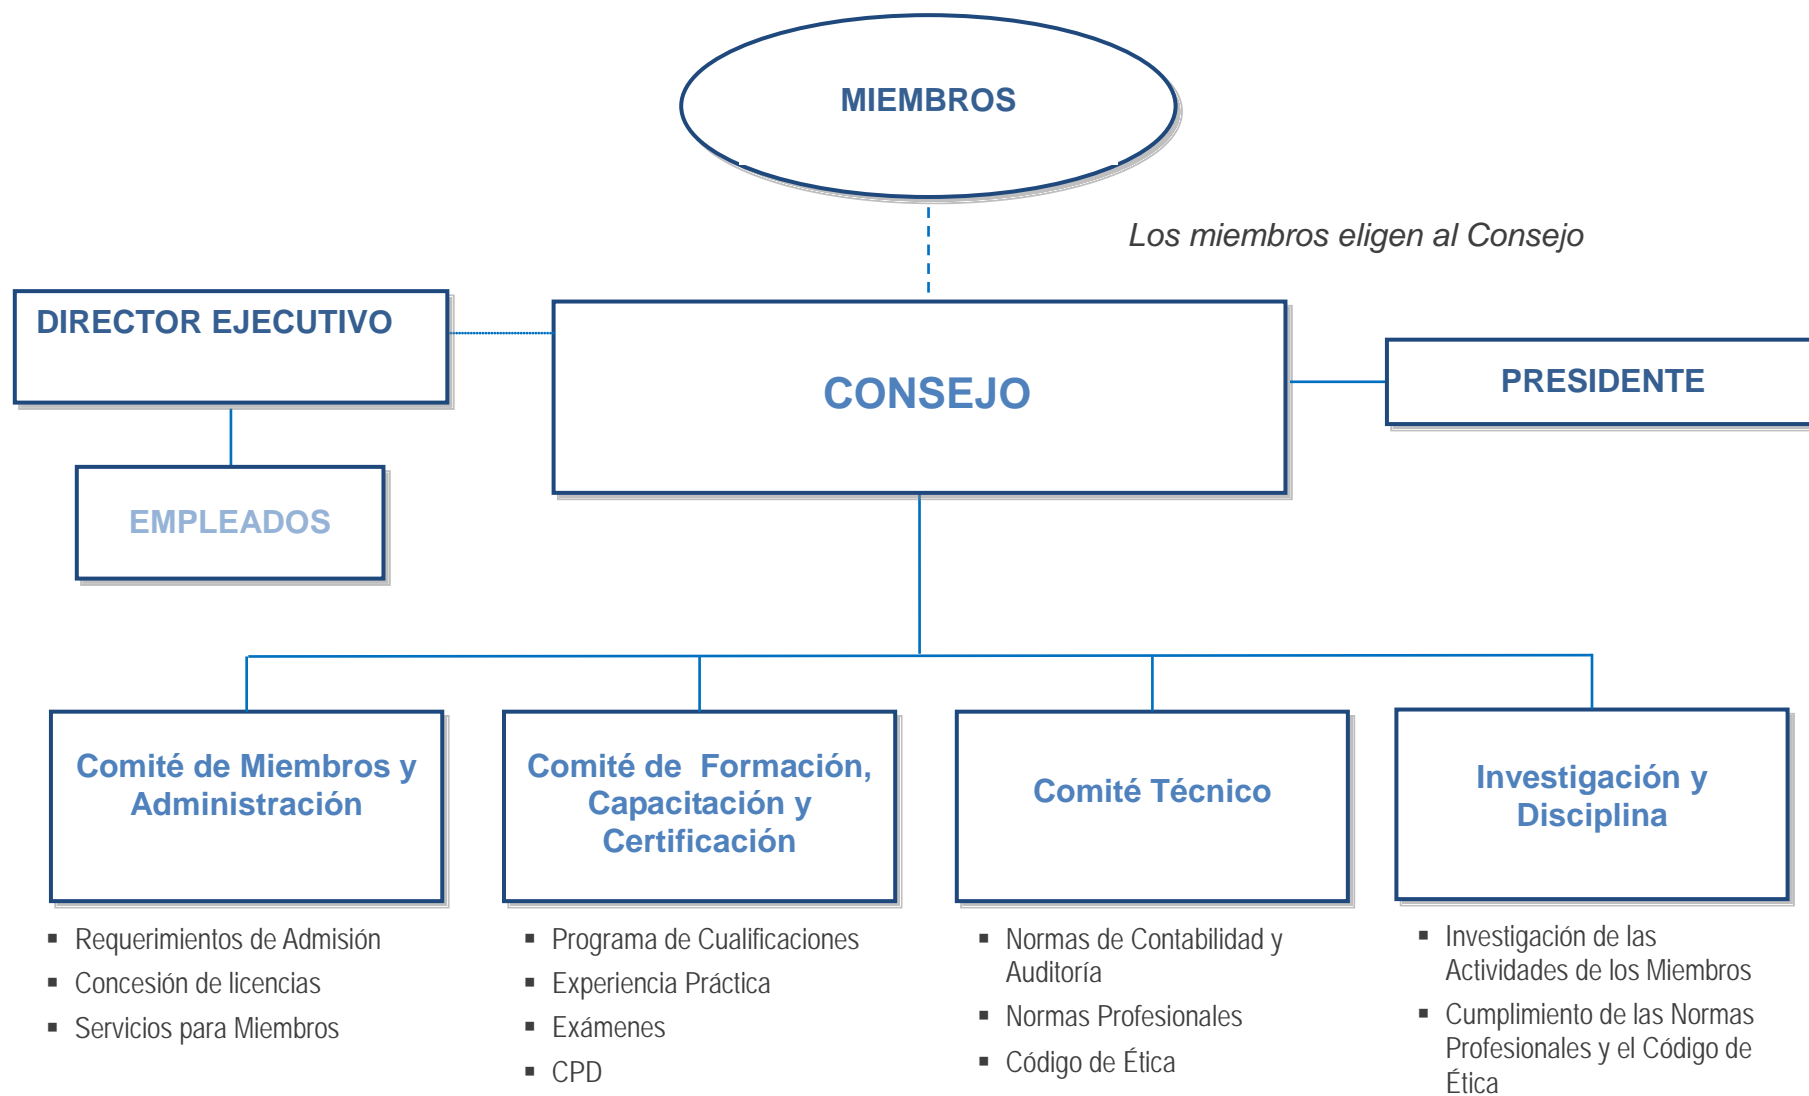 MIEMBROS
Los miembros eligen al Consejo
DIRECTOR EJECUTIVO
CONSEJO
PRESIDENTE
EMPLEADOS
Comité de Miembros y
Administración
Comité de Formación,
Capacitación y
Certificación
Comité Técnico
Investigación y
Disciplina
▪ Requerimientos de Admisión
▪ Concesión de licencias
▪ Servicios para Miembros
▪ Programa de Cualificaciones
▪ Experiencia Práctica
▪ Exámenes
▪ CPD
▪ Normas de Contabilidad y
Auditoría
▪ Normas Profesionales
▪ Código de Ética
▪ Investigación de las
Actividades de los Miembros
▪ Cumplimiento de las Normas
Profesionales y el Código de
Ética